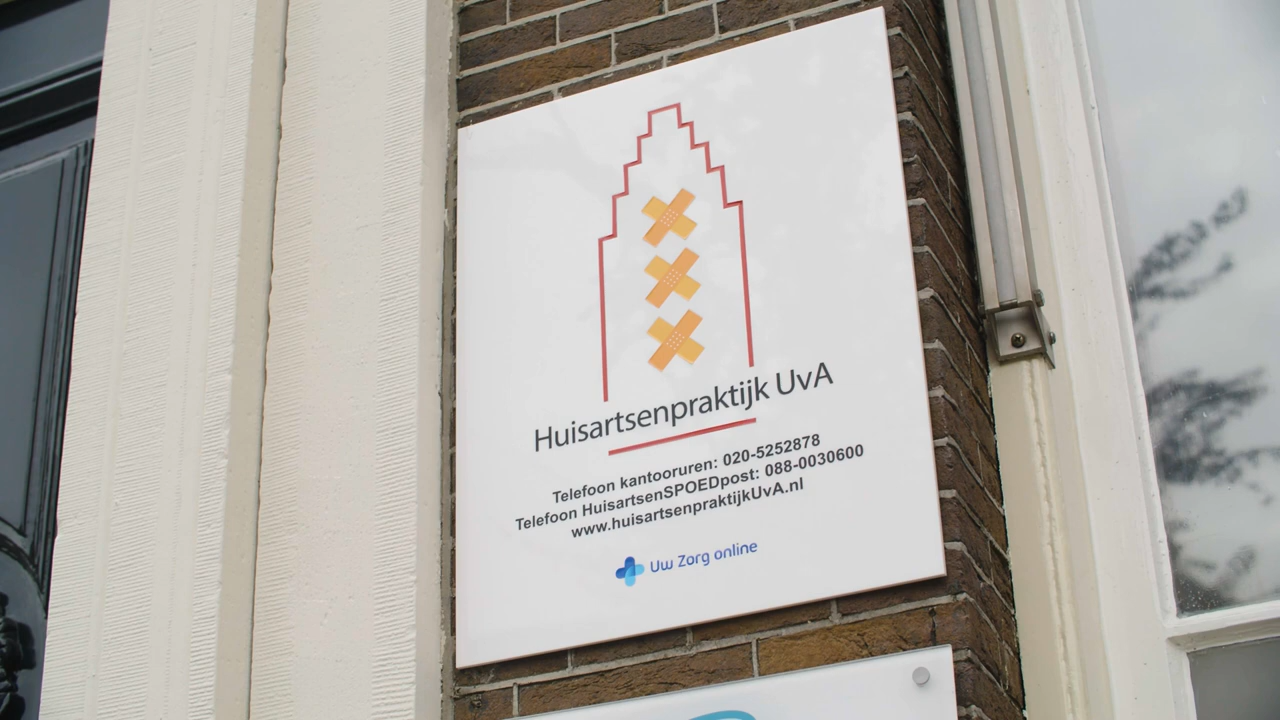 Huisartsenpraktijk UvA
Telefoon kantooruren: 020-5252878
Telefoon HuisartsenSPOEDpost: 088-0030600
www.huisartsenpraktijkUvA.nl
Uw Zorg online